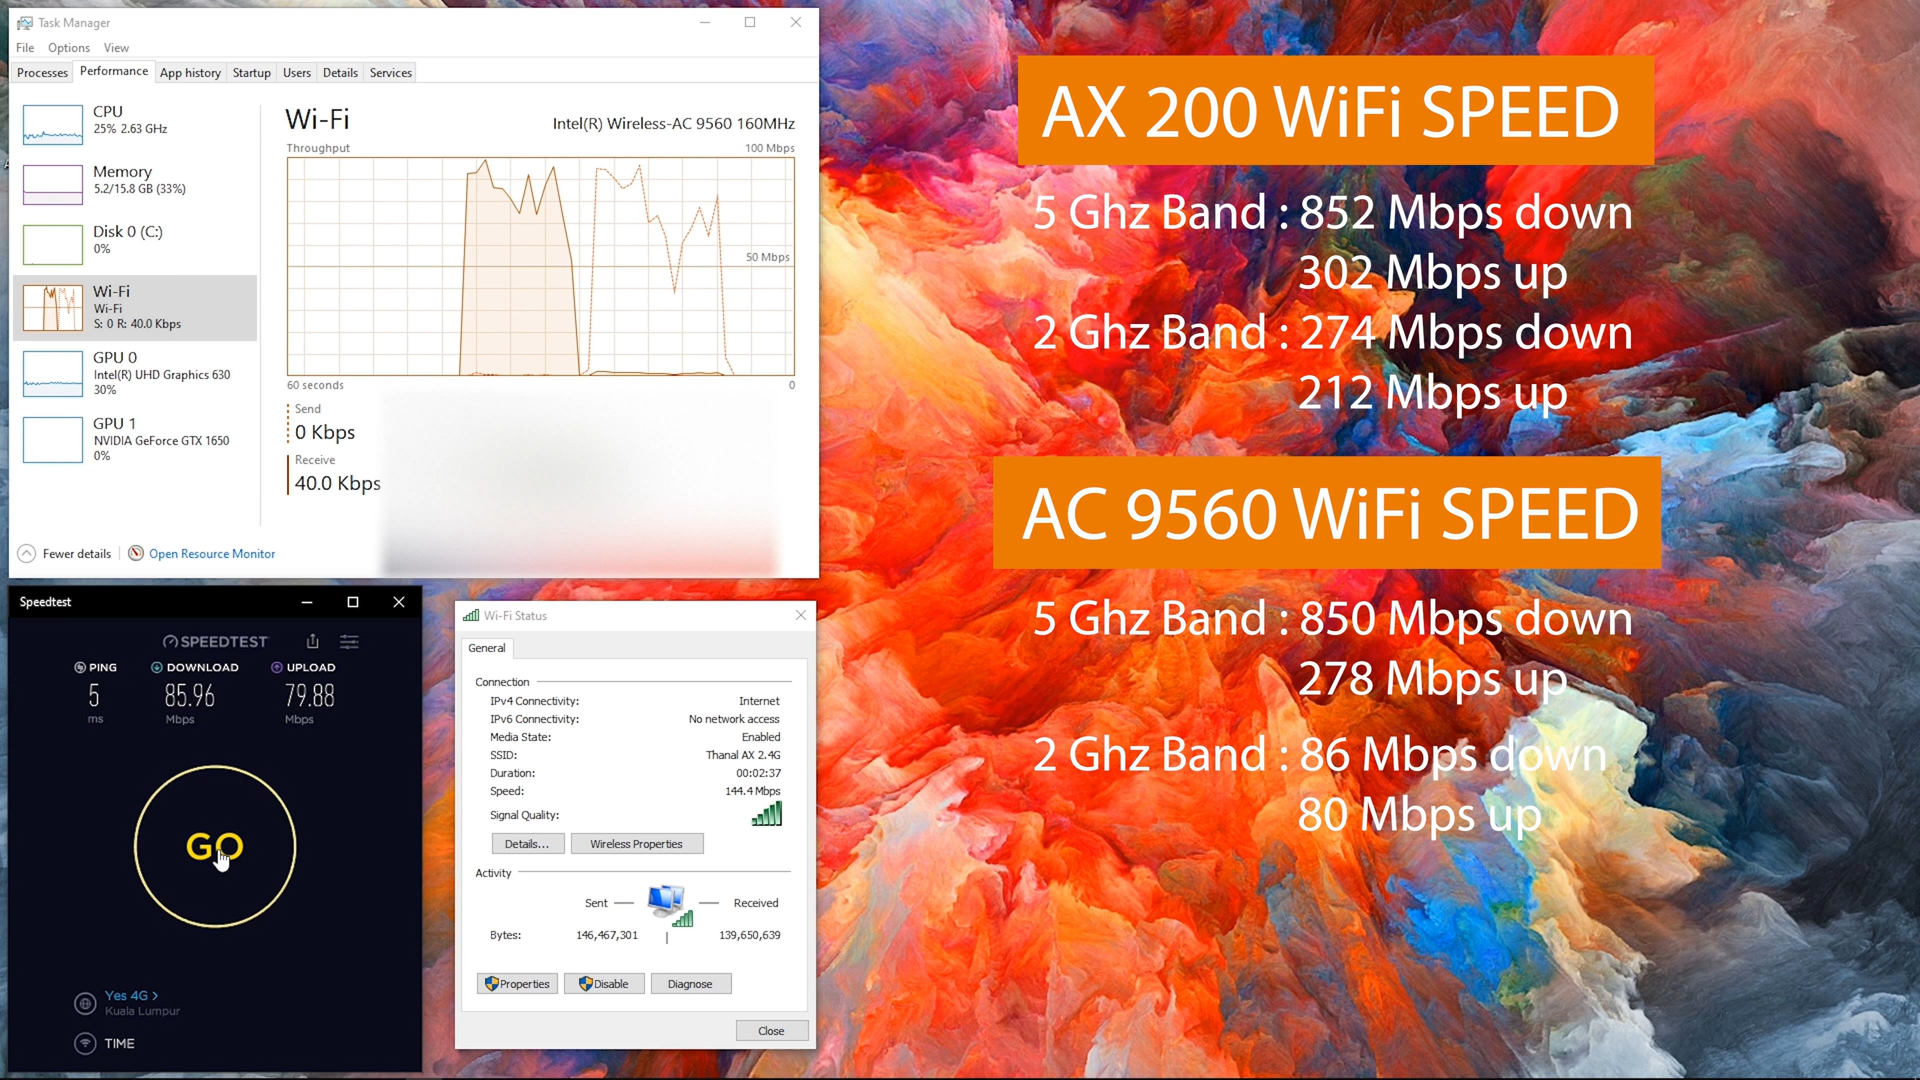 Task Manager
File Options View
Processes Performance App history Startup Users Details Services
CPU
25% 2.63 GHz
Memory
5.2/15.8 GB (33%)
Disk 0 (C:)
0%
Wi-Fi
Wi-Fi
S: 0 R: 40.0 Kbps
GPU 0
Intel(R) UHD Graphics 630
30%
GPU 1
NVIDIA GeForce GTX 1650
0%
Wi-Fi Intel(R) Wireless-AC 9560 160MHz
Throughput 100 Mbps
50 Mbps
60 seconds 0
Send
0 Kbps
Receive
40.0 Kbps
Fewer details Open Resource Monitor
Speedtest
SPEEDTEST
PING DOWNLOAD UPLOAD
5 85.96 79.88
ms Mbps Mbps
GO
Yes 4G >
Kuala Lumpur
TIME
Wi-Fi Status
General
Connection
IPv4 Connectivity: Internet
IPv6 Connectivity: No network access
Media State: Enabled
SSID: Thanal AX 2.4G
Duration: 00:02:37
Speed: 144.4 Mbps
Signal Quality:
Details... Wireless Properties
Activity
Sent Received
Bytes: 146,467,301 139,650,639
Properties Disable Diagnose
Close
AX 200 WiFi SPEED
5 Ghz Band : 852 Mbps down
302 Mbps up
2 Ghz Band : 274 Mbps down
212 Mbps up
AC 9560 WiFi SPEED
5 Ghz Band : 850 Mbps down
278 Mbps up
2 Ghz Band : 86 Mbps down
80 Mbps up